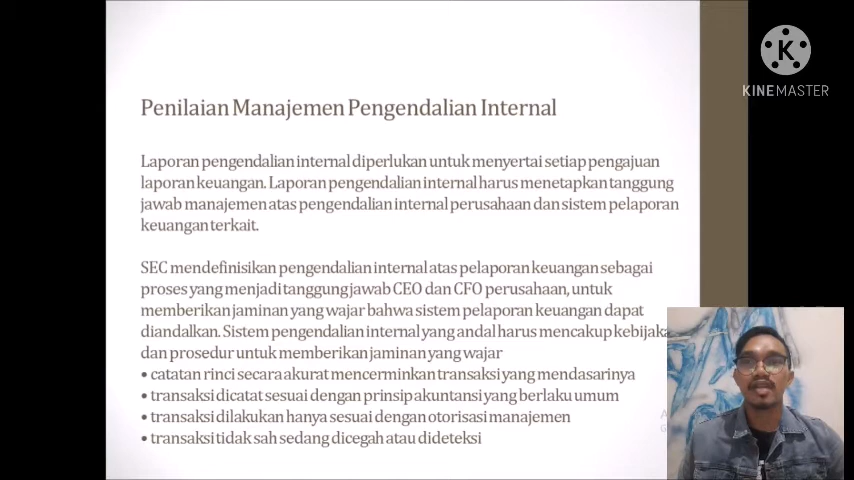 KINEMASTER
Penilaian Manajemen Pengendalian Internal
Laporan pengendalian internal diperlukan untuk menyertai setiap pengajuan
laporan keuangan. Laporan pengendalian internal harus menetapkan tanggung
jawab manajemen atas pengendalian internal perusahaan dan sistem pelaporan
keuangan terkait.
SEC mendefinisikan pengendalian internal atas pelaporan keuangan sebagai
proses yang menjadi tanggung jawab CEO dan CFO perusahaan, untuk
memberikan jaminan yang wajar bahwa sistem pelaporan keuangan dapat
diandalkan. Sistem pengendalian internal yang andal harus mencakup kebijaka
dan prosedur untuk memberikan jaminan yang wajar
• catatan rinci secara akurat mencerminkan transaksi yang mendasarinya
• transaksi dicatat sesuai dengan prinsip akuntansi yang berlaku umum
• transaksi dilakukan hanya sesuai dengan otorisasi manajemen
• transaksi tidak sah sedang dicegah atau dideteksi